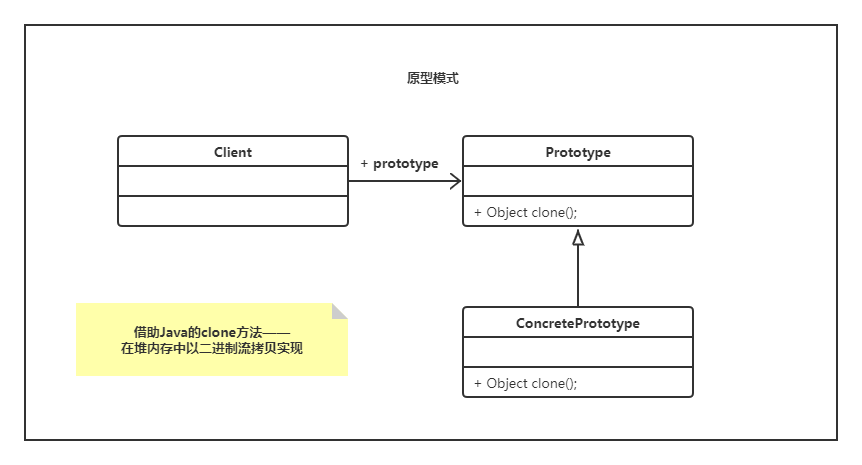 原型模式
Client
+ prototype
Prototype
+ Object clone();
借助Java的clone方法——
在堆内存中以二进制流拷贝实现
ConcretePrototype
+ Object clone();